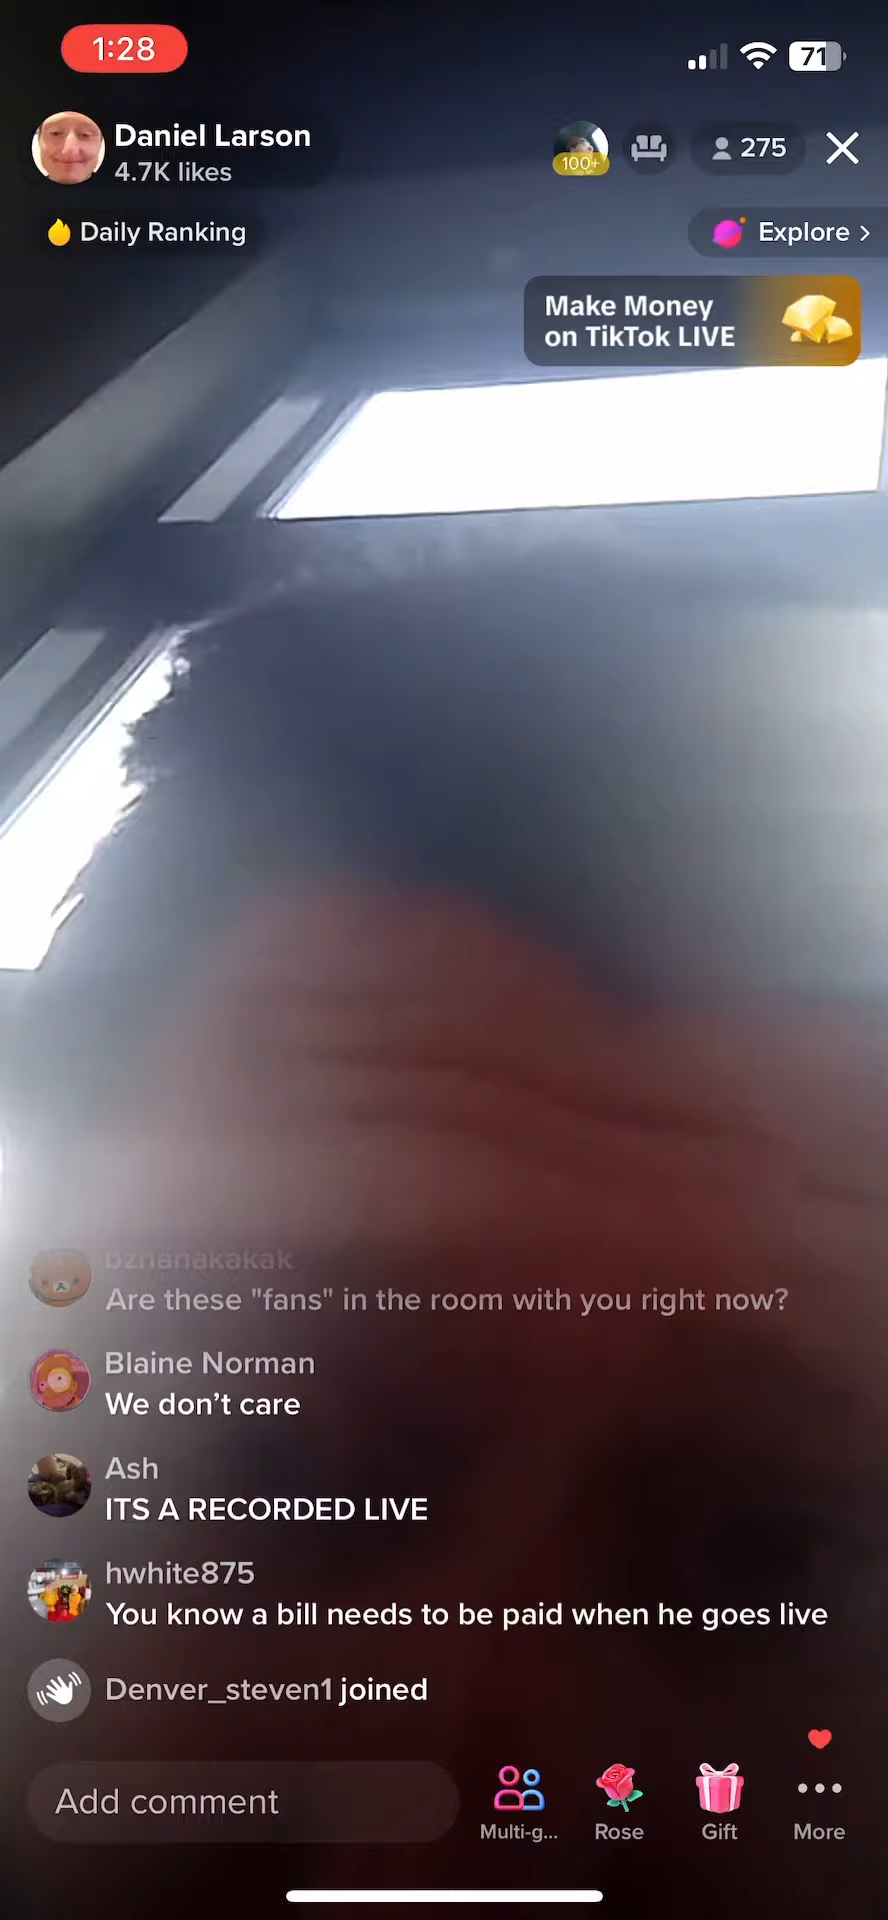 1:28
71
Daniel Larson
4.7K likes
100+
275
Daily Ranking
Explore >
Make Money
on TikTok LIVE
bznanakakak
Are these "fans" in the room with you right now?
Blaine Norman
We don’t care
Ash
ITS A RECORDED LIVE
hwhite875
You know a bill needs to be paid when he goes live
Denver_steven1 joined
Add comment
Multi-g...
Rose
Gift
More